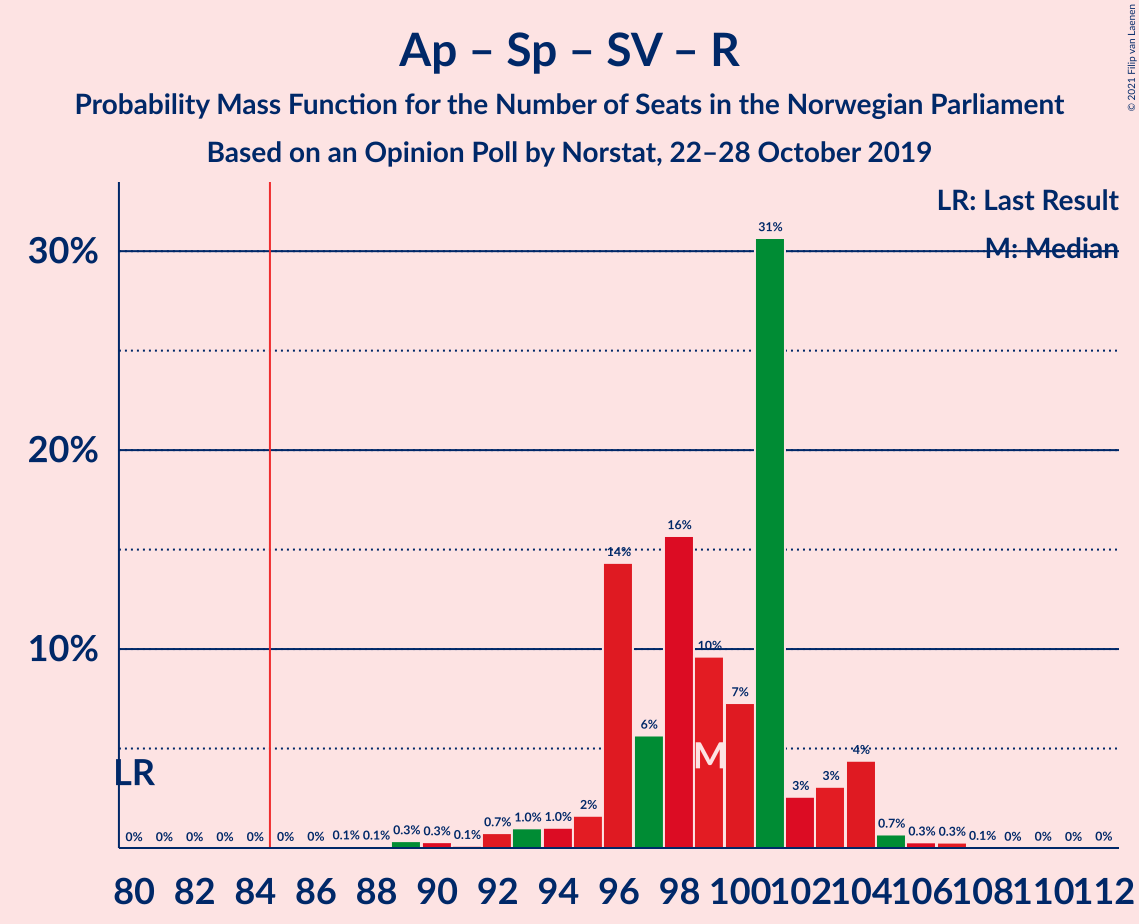 Ap – Sp – SV – R
Probability Mass Function for the Number of Seats in the Norwegian Parliament
Based on an Opinion Poll by Norstat, 22–28 October 2019
© 2021 Filip van Laenen
LR: Last Result
M: Median
30%
20%
10%
31%
16%
14%
10%
7%
6%
M
4%
3%
3%
2%
LR
0% 0% 0% 0% 0% 0% 0% 0.1% 0.1% 0.3% 0.3% 0.1% 0.7% 1.0% 1.0% 0.7% 0.3% 0.3% 0.1% 0% 0% 0% 0%
80 82 84 86 88 90 92 94 96 98 100 102 104 106 108 110 112